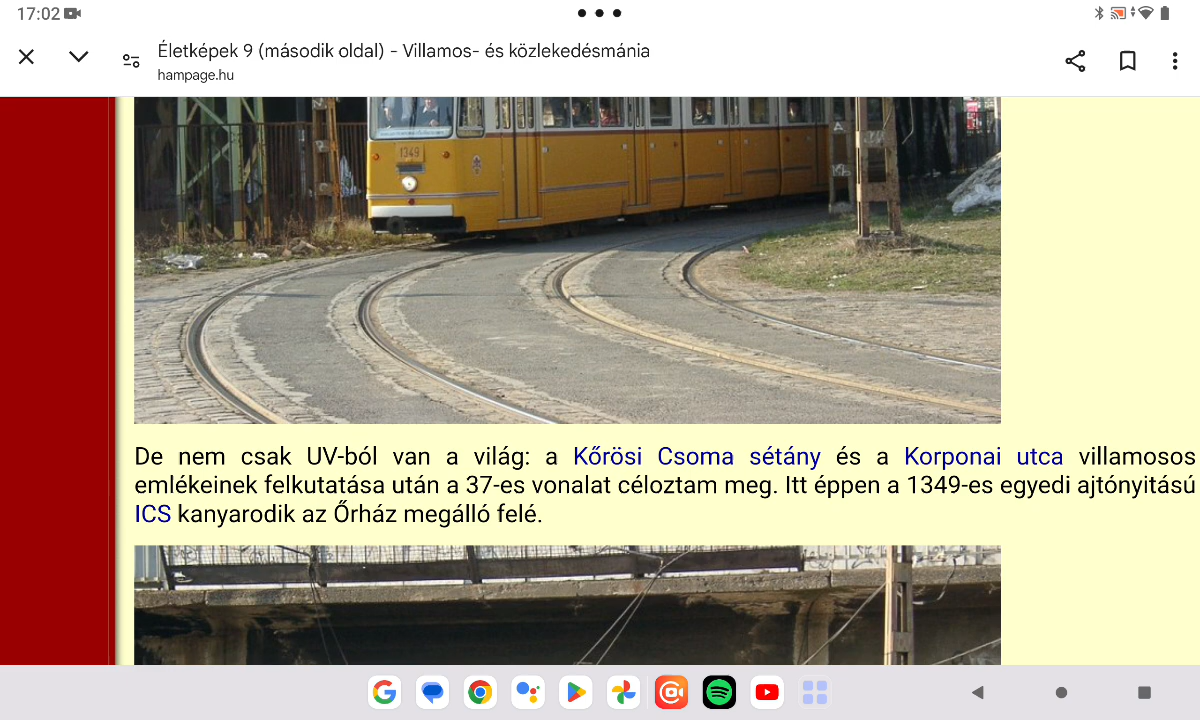 17:02
Életképek 9 (második oldal) - Villamos- és közlekedésmánia
hampage.hu
1349
De nem csak UV-ból van a világ: a Kőrösi Csoma sétány és a Korponai utca villamosos
emlékeinek felkutatása után a 37-es vonalat céloztam meg. Itt éppen a 1349-es egyedi ajtónyitású
ICS kanyarodik az Őrház megálló felé.